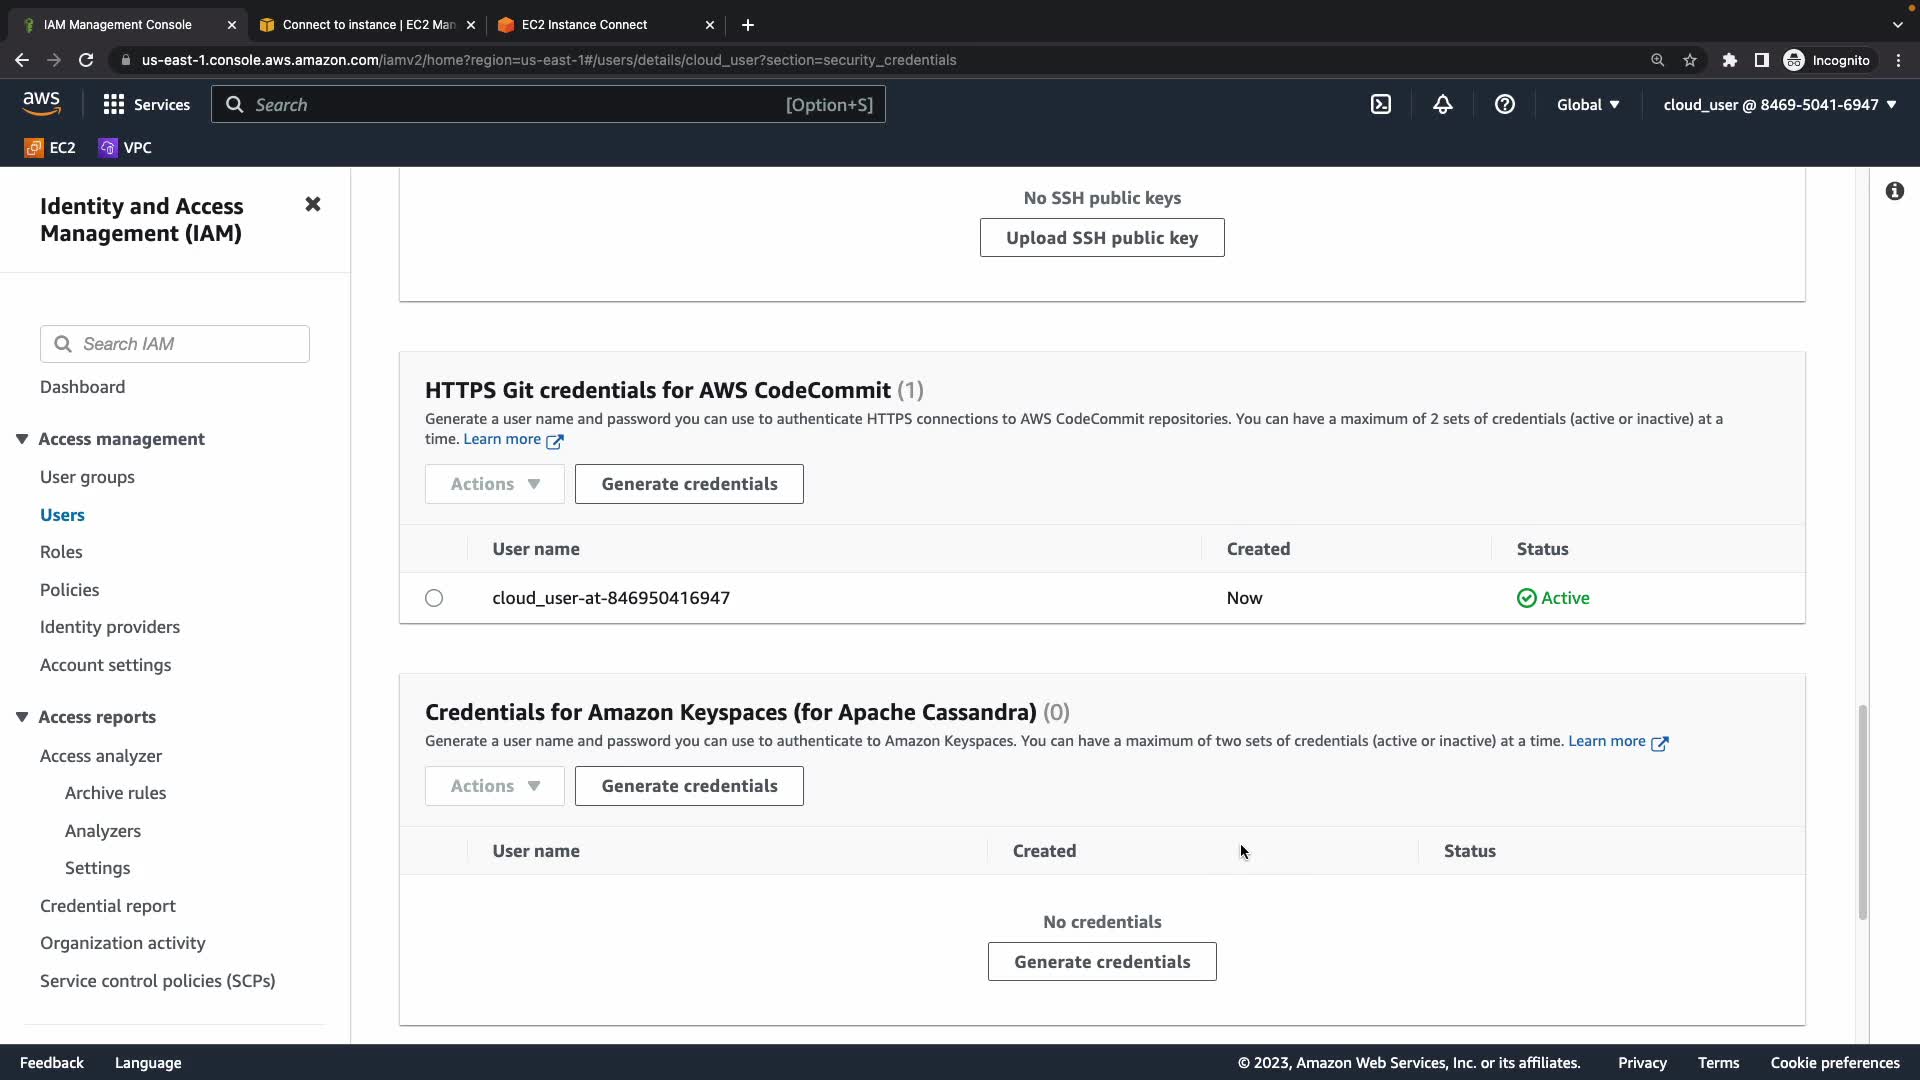 IAM Management Console
Connect to instance | EC2 Man
EC2 Instance Connect
us-east-1.console.aws.amazon.com/iamv2/home?region=us-east-1#/users/details/cloud_user?section=security_credentials
Incognito
aws
Services
Search
[Option+S]
Global
cloud_user @ 8469-5041-6947
EC2
VPC
Identity and Access
Management (IAM)
Search IAM
Dashboard
Access management
User groups
Users
Roles
Policies
Identity providers
Account settings
Access reports
Access analyzer
Archive rules
Analyzers
Settings
Credential report
Organization activity
Service control policies (SCPs)
No SSH public keys
Upload SSH public key
HTTPS Git credentials for AWS CodeCommit (1)
Generate a user name and password you can use to authenticate HTTPS connections to AWS CodeCommit repositories. You can have a maximum of 2 sets of credentials (active or inactive) at a
time. Learn more
Actions
Generate credentials
User name
Created
Status
cloud_user-at-846950416947
Now
Active
Credentials for Amazon Keyspaces (for Apache Cassandra) (0)
Generate a user name and password you can use to authenticate to Amazon Keyspaces. You can have a maximum of two sets of credentials (active or inactive) at a time. Learn more
Actions
Generate credentials
User name
Created
Status
No credentials
Generate credentials
Feedback
Language
© 2023, Amazon Web Services, Inc. or its affiliates.
Privacy
Terms
Cookie preferences